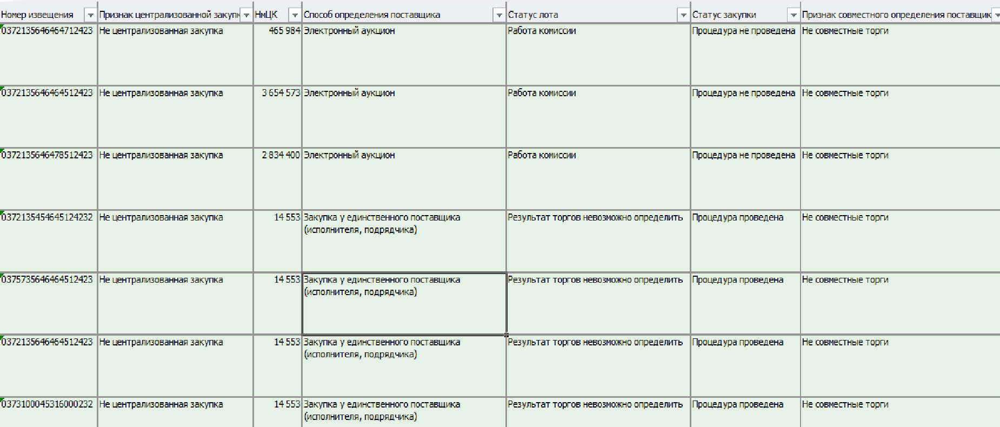 Номер извещения Признак централизованной закупк НмЦК Способ определения поставщика Статус лота Статус закупки Признак совместного определения поставщик
0372135646464712423 Не централизованная закупка 465 984 Электронный аукцион Работа комиссии Процедура не проведена Не совместные торги
0372135646464512423 Не централизованная закупка 3 654 573 Электронный аукцион Работа комиссии Процедура не проведена Не совместные торги
0372135646478512423 Не централизованная закупка 2 834 400 Электронный аукцион Работа комиссии Процедура не проведена Не совместные торги
0372135454645124232 Не централизованная закупка 14 553 Закупка у единственного поставщика Результат торгов невозможно определить Процедура проведена Не совместные торги
(исполнителя, подрядчика)
0375735646464512423 Не централизованная закупка 14 553 Закупка у единственного поставщика Результат торгов невозможно определить Процедура проведена Не совместные торги
(исполнителя, подрядчика)
0372135646464512423 Не централизованная закупка 14 553 Закупка у единственного поставщика Результат торгов невозможно определить Процедура проведена Не совместные торги
(исполнителя, подрядчика)
0373100045316000232 Не централизованная закупка 14 553 Закупка у единственного поставщика Результат торгов невозможно определить Процедура проведена Не совместные торги
(исполнителя, подрядчика)